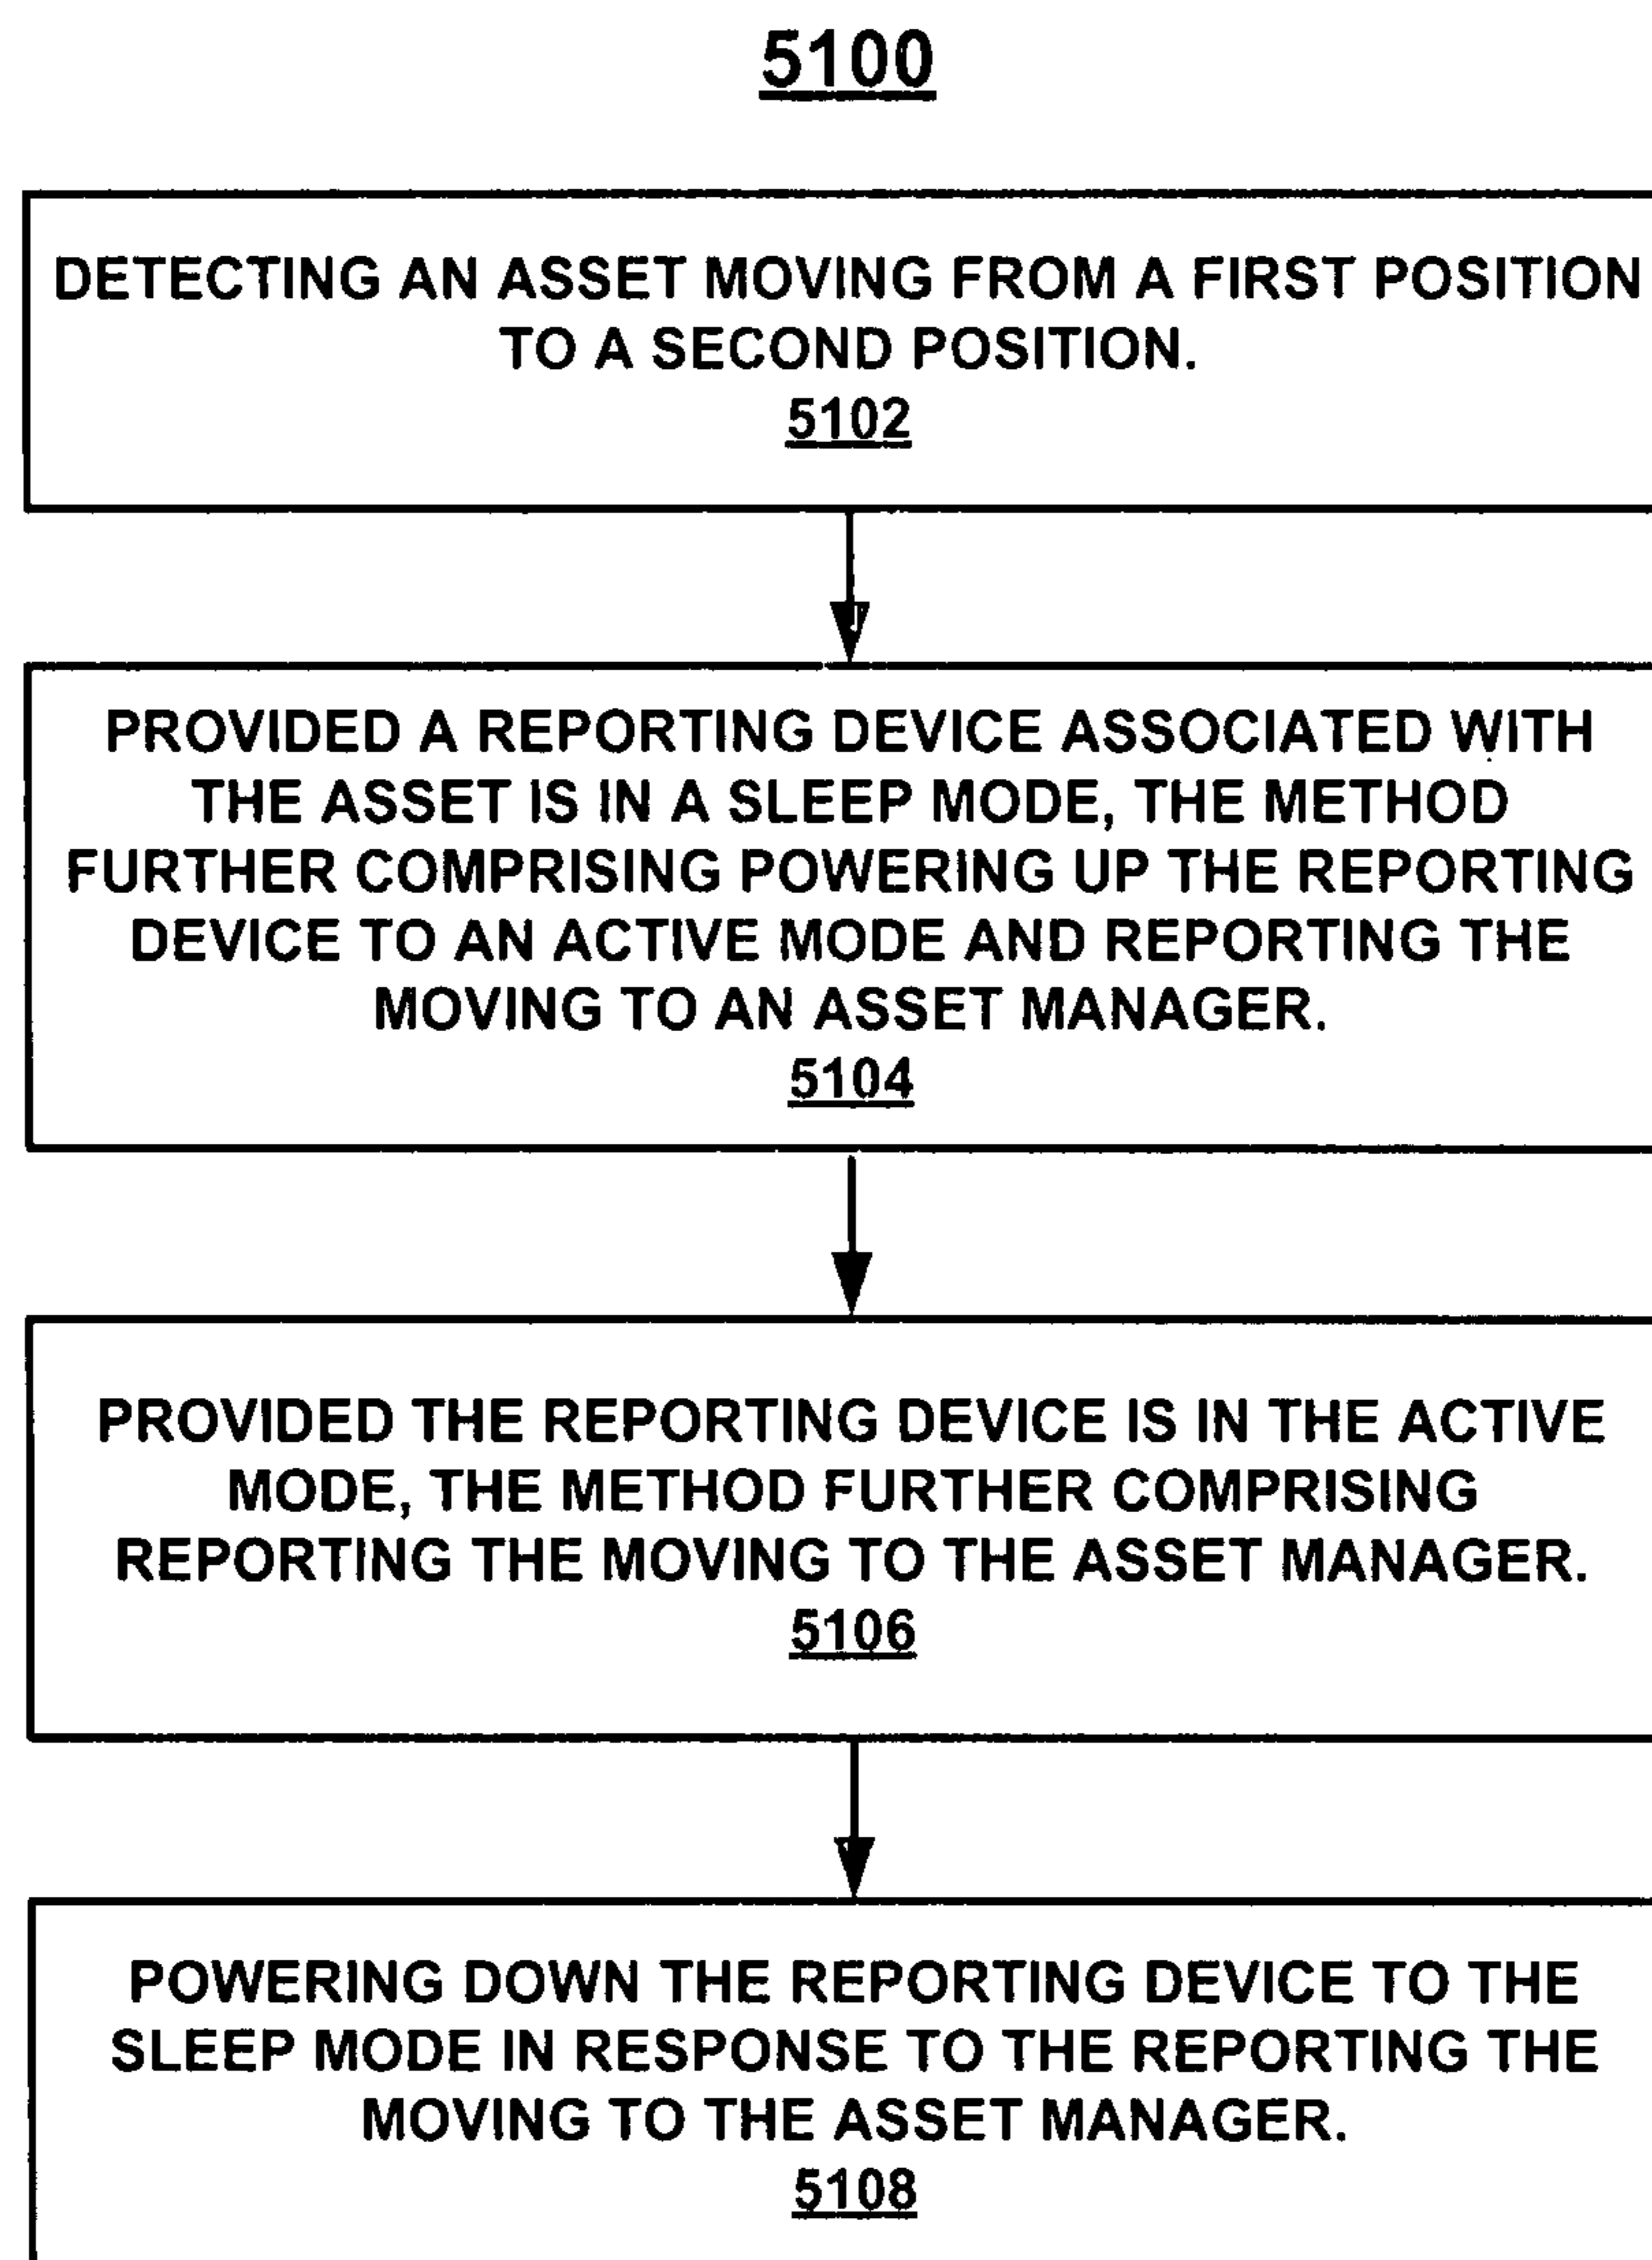 5100
DETECTING AN ASSET MOVING FROM A FIRST POSITION
TO A SECOND POSITION.
5102
PROVIDED A REPORTING DEVICE ASSOCIATED WITH
THE ASSET IS IN A SLEEP MODE, THE METHOD
FURTHER COMPRISING POWERING UP THE REPORTING
DEVICE TO AN ACTIVE MODE AND REPORTING THE
MOVING TO AN ASSET MANAGER.
5104
PROVIDED THE REPORTING DEVICE IS IN THE ACTIVE
MODE, THE METHOD FURTHER COMPRISING
REPORTING THE MOVING TO THE ASSET MANAGER.
5106
POWERING DOWN THE REPORTING DEVICE TO THE
SLEEP MODE IN RESPONSE TO THE REPORTING THE
MOVING TO THE ASSET MANAGER.
5108